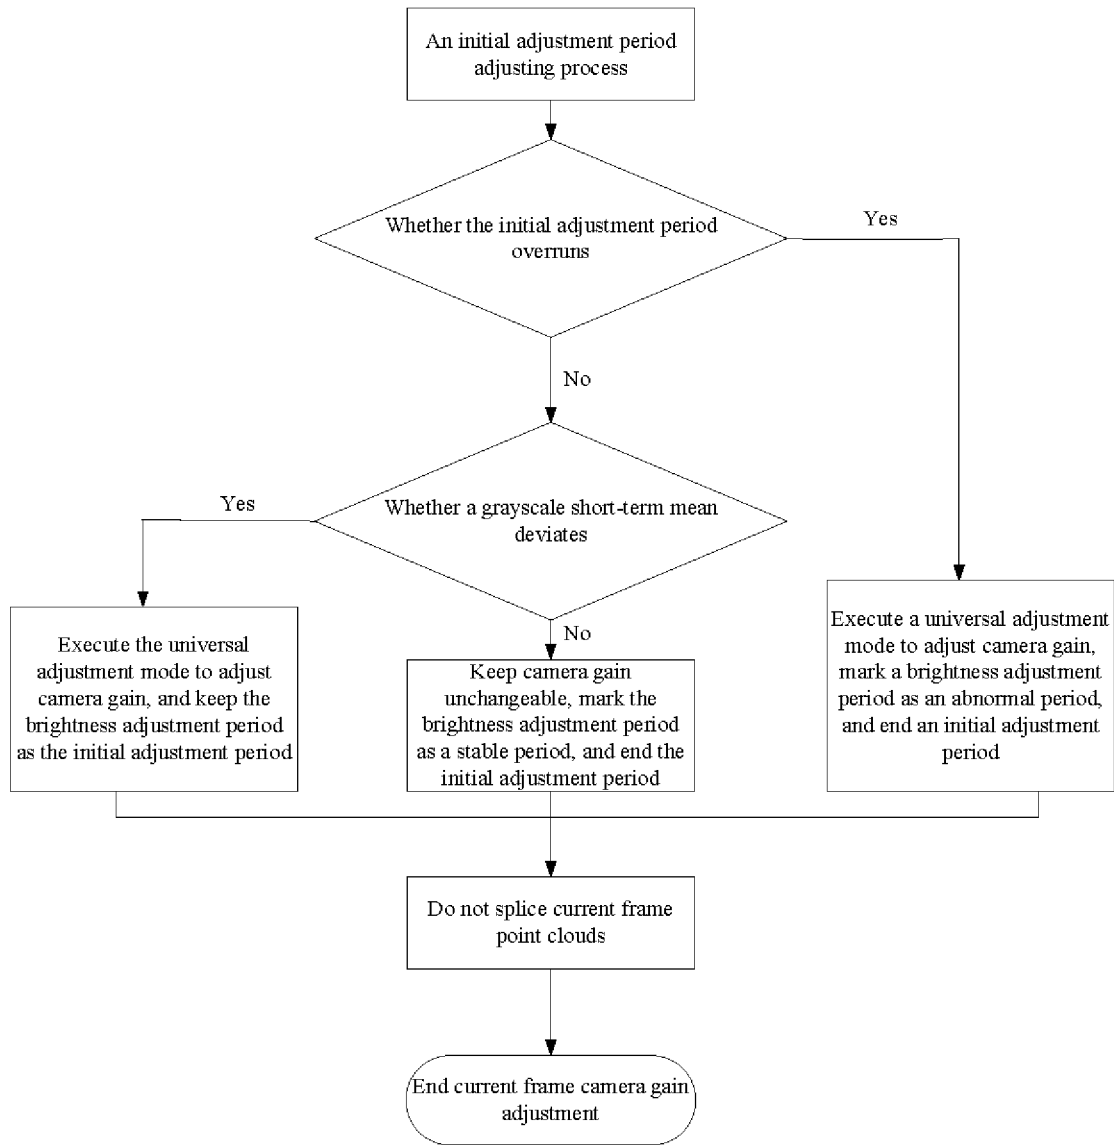 An initial adjustment period
adjusting process
Whether the initial adjustment period
overruns
Yes
No
Whether a grayscale short-term mean
deviates
Yes
No
Execute the universal
adjustment mode to adjust
camera gain, and keep the
brightness adjustment period
as the initial adjustment period
Keep camera gain
unchangeable, mark the
brightness adjustment period
as a stable period, and end the
initial adjustment period
Execute a universal adjustment
mode to adjust camera gain,
mark a brightness adjustment
period as an abnormal period,
and end an initial adjustment
period
Do not splice current frame
point clouds
End current frame camera gain
adjustment